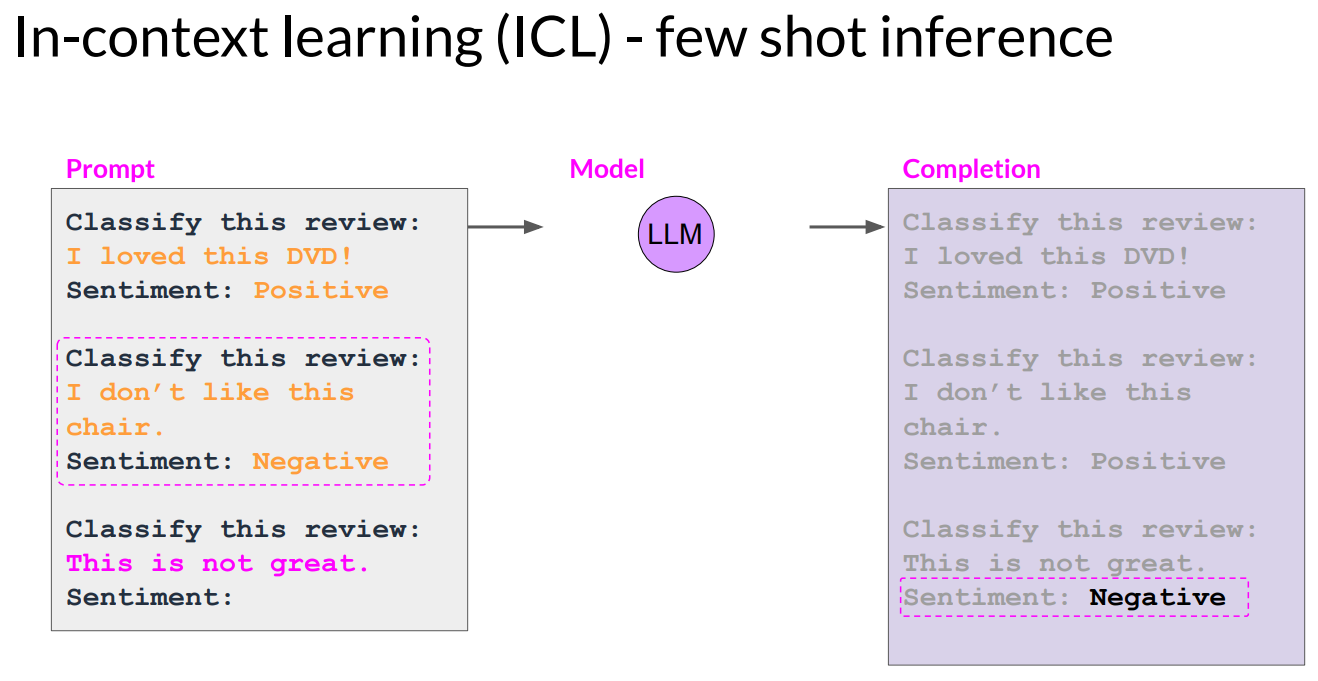 In-context learning (ICL) - few shot inference
Prompt
Classify this review:
I loved this DVD!
Sentiment: Positive
Classify this review:
I don’t like this
chair.
Sentiment: Negative
Classify this review:
This is not great.
Sentiment:
Model
LLM
Completion
Classify this review:
I loved this DVD!
Sentiment: Positive
Classify this review:
I don’t like this
chair.
Sentiment: Positive
Classify this review:
This is not great.
Sentiment: Negative